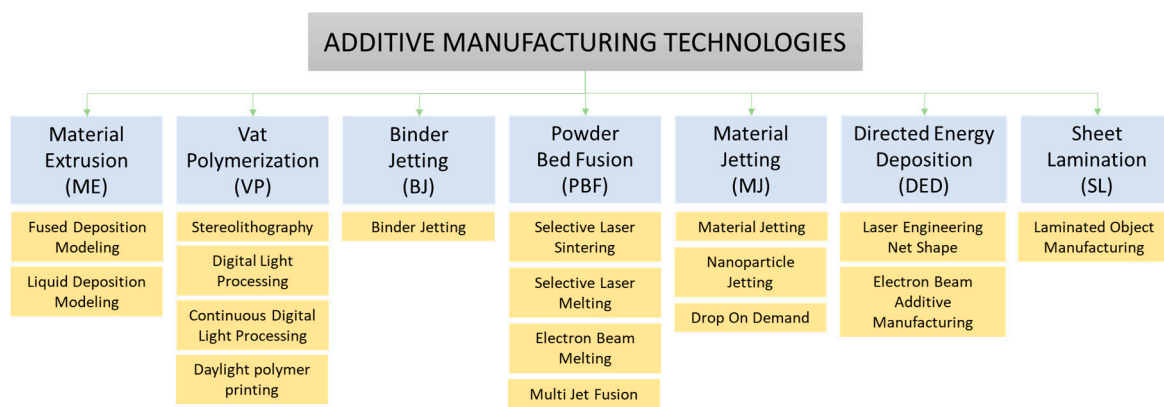 ADDITIVE MANUFACTURING TECHNOLOGIES
Material
Extrusion
(ME)
Fused Deposition
Modeling
Liquid Deposition
Modeling
Vat
Polymerization
(VP)
Stereolithography
Digital Light
Processing
Continuous Digital
Light Processing
Daylight polymer
printing
Binder
Jetting
(BJ)
Binder Jetting
Powder
Bed Fusion
(PBF)
Selective Laser
Sintering
Selective Laser
Melting
Electron Beam
Melting
Multi Jet Fusion
Material
Jetting
(MJ)
Material Jetting
Nanoparticle
Jetting
Drop On Demand
Directed Energy
Deposition
(DED)
Laser Engineering
Net Shape
Electron Beam
Additive
Manufacturing
Sheet
Lamination
(SL)
Laminated Object
Manufacturing